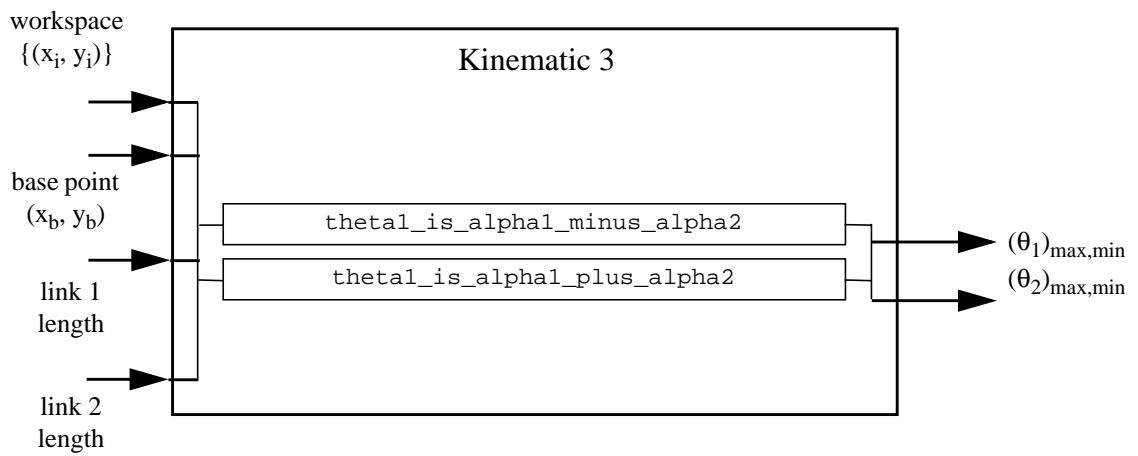 workspace
{(xi, yi)}
Kinematic 3
base point
(xb, yb)
theta1_is_alpha1_minus_alpha2
theta1_is_alpha1_plus_alpha2
(θ1)max,min
(θ2)max,min
link 1
length
link 2
length